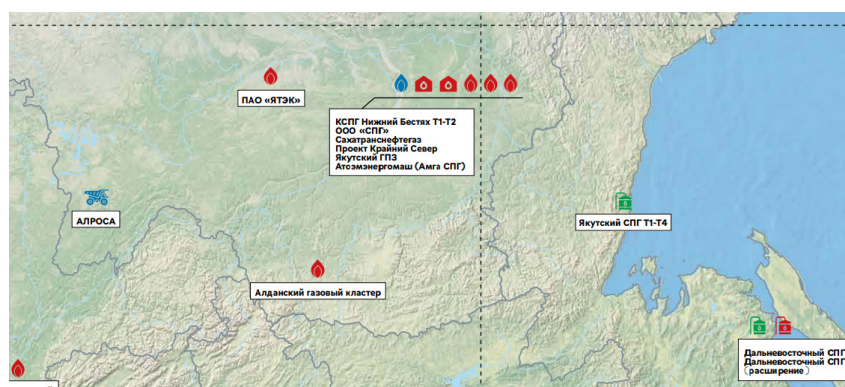 ПАО «ЯТЭК»
КСПГ Нижний Бестях Т1-Т2
ООО «СПГ»
Сахатранснефтегаз
Проект Крайний Север
Якутский ГПЗ
Атомэнергомаш (Амга СПГ)
АЛРОСА
Якутский СПГ Т1-Т4
Алданский газовый кластер
Дальневосточный СПГ
Дальневосточный СПГ
(расширение)